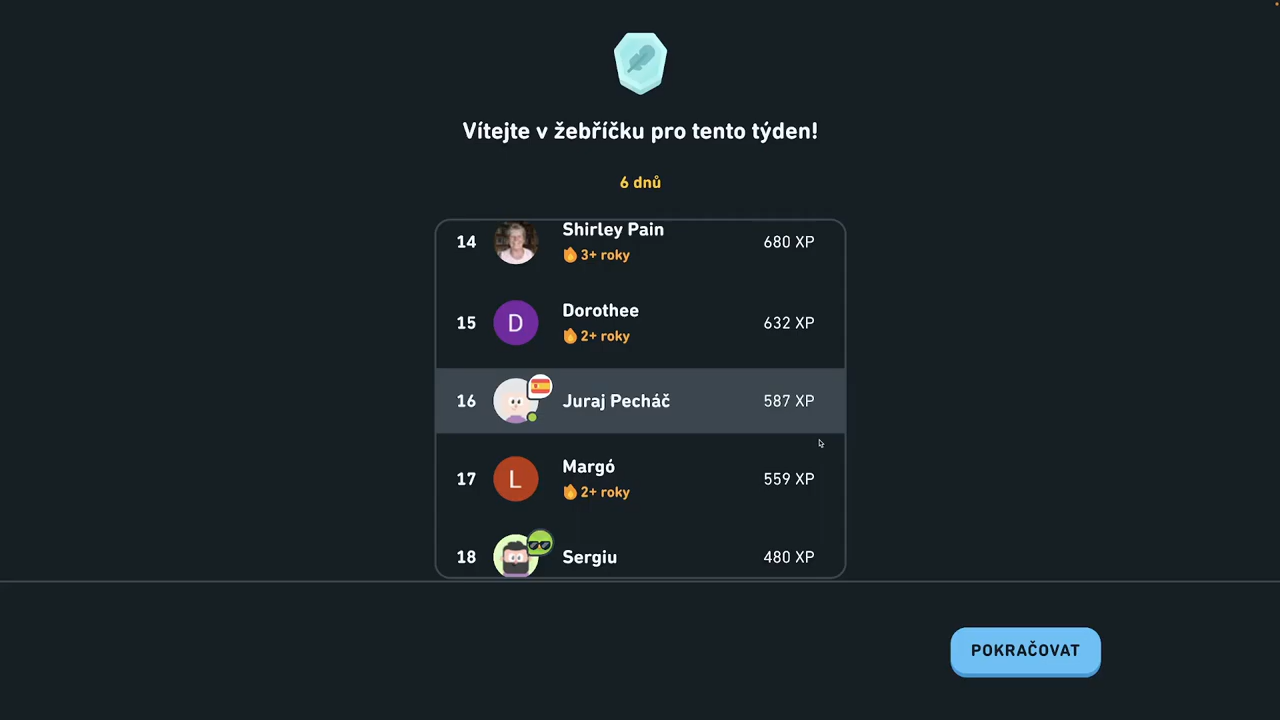 Vítejte v žebříčku pro tento týden!
6 dnů
14 Shirley Pain 680 XP
3+ roky
15 D Dorothee 632 XP
2+ roky
16 Juraj Pecháč 587 XP
17 L Margó 559 XP
2+ roky
18 Sergiu 480 XP
POKRAČOVAT